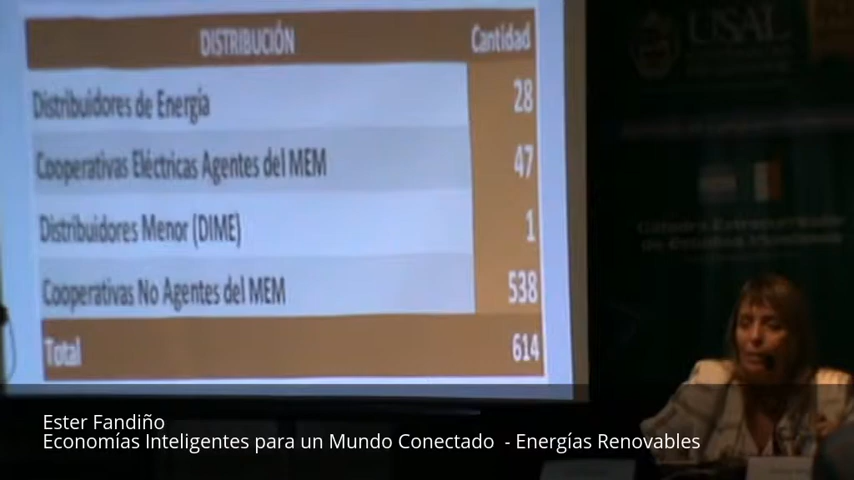 DISTRIBUCIÓN Cantidad
Distribuidores de Energía 28
Cooperativas Eléctricas Agentes del MEM 47
Distribuidores Menor (DIME) 1
Cooperativas No Agentes del MEM 538
Total 614
USAL
Ester Fandiño
Economías Inteligentes para un Mundo Conectado - Energías Renovables